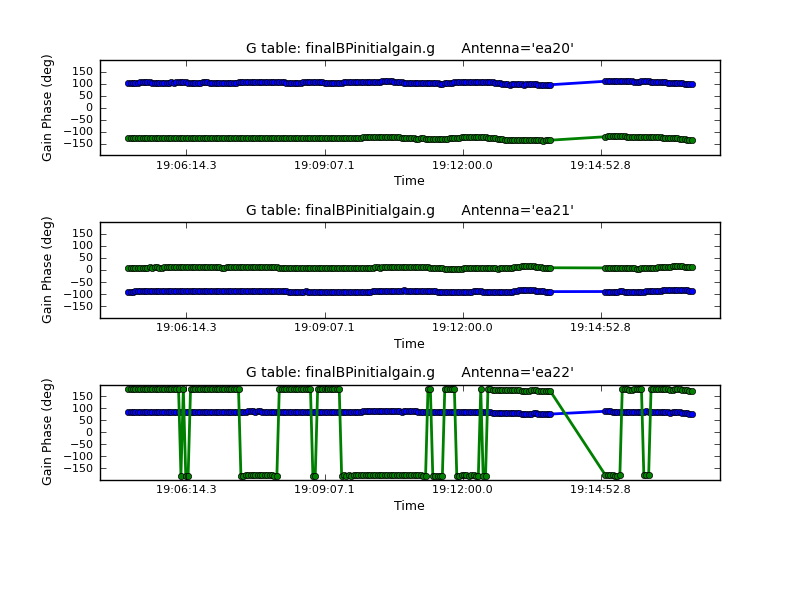 G table: finalBPinitialgain.g Antenna='ea20'
Gain Phase (deg)
150
100
50
0
−50
−100
−150
19:06:14.3 19:09:07.1 19:12:00.0 19:14:52.8
Time
G table: finalBPinitialgain.g Antenna='ea21'
Gain Phase (deg)
150
100
50
0
−50
−100
−150
19:06:14.3 19:09:07.1 19:12:00.0 19:14:52.8
Time
G table: finalBPinitialgain.g Antenna='ea22'
Gain Phase (deg)
150
100
50
0
−50
−100
−150
19:06:14.3 19:09:07.1 19:12:00.0 19:14:52.8
Time